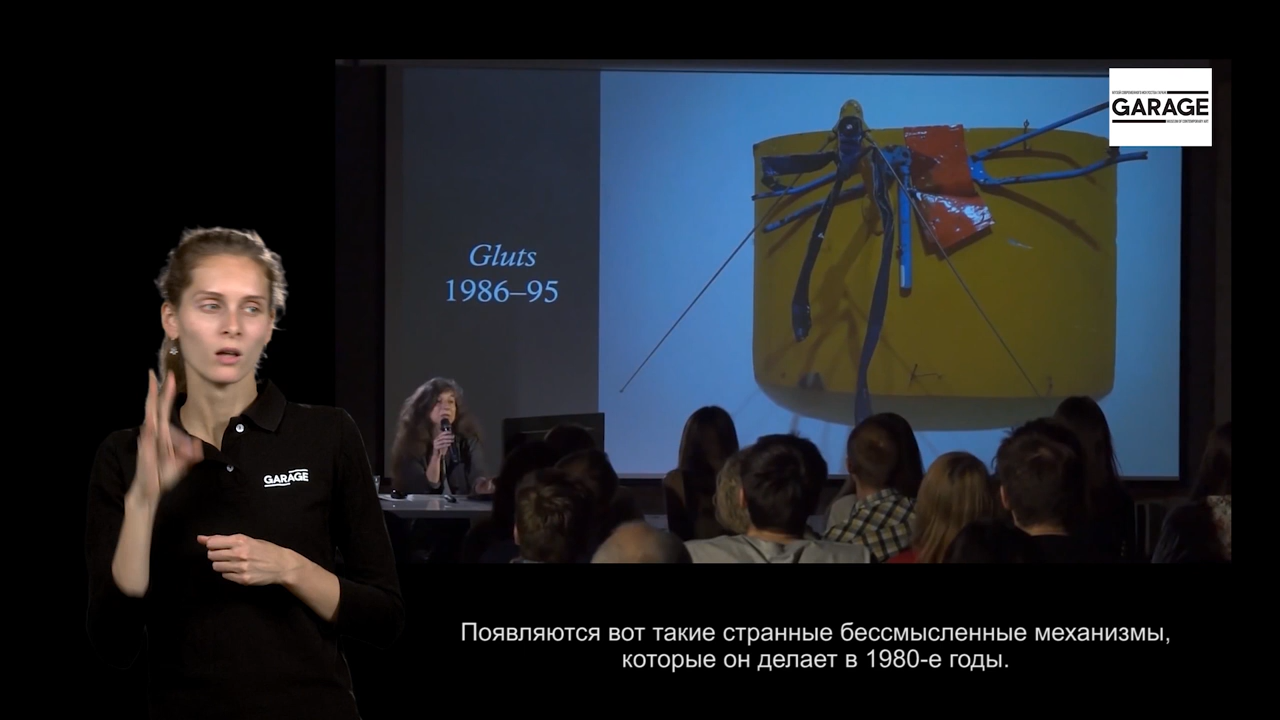 GARAGE
Gluts
1986–95
GARAGE
Появляются вот такие странные бессмысленные механизмы,
которые он делает в 1980-е годы.